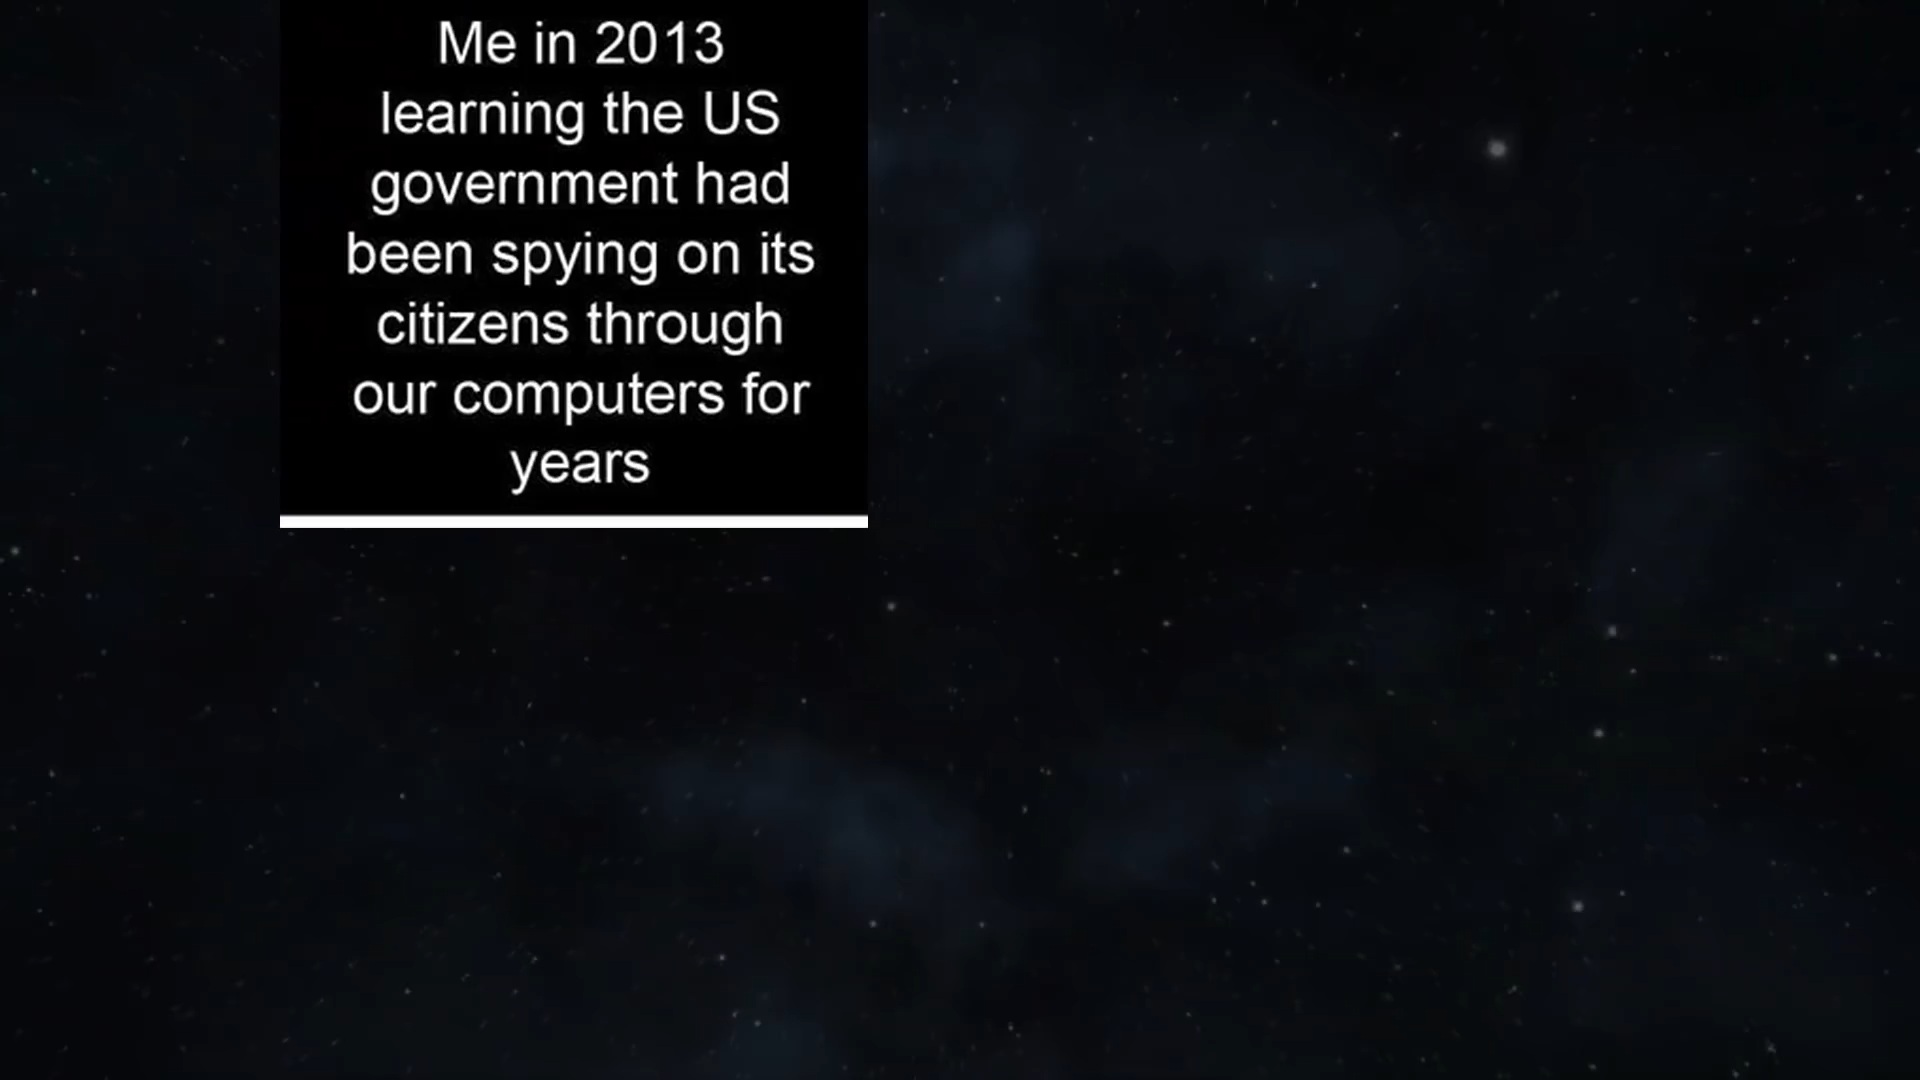 Me in 2013
learning the US
government had
been spying on its
citizens through
our computers for
years